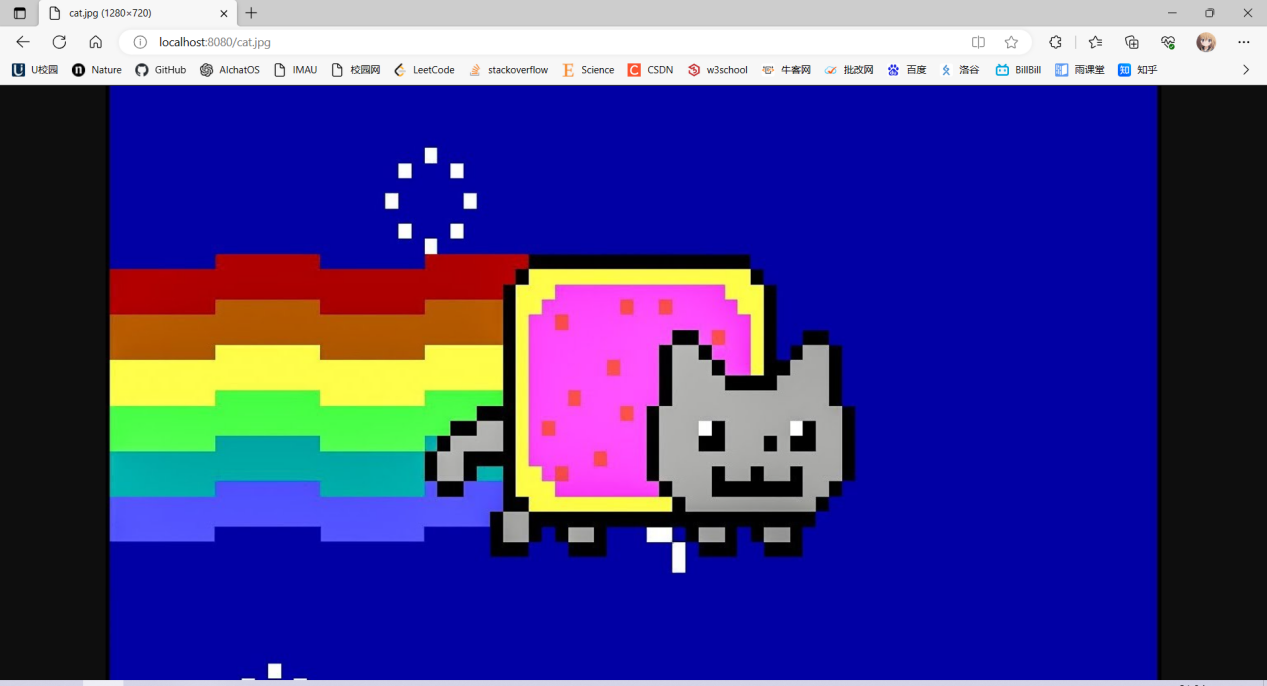 cat.jpg (1280×720)
localhost:8080/cat.jpg
U校园 Nature GitHub AIchatOS IMAU 校园网 LeetCode stackoverflow Science CSDN w3school 牛客网 批改网 百度 洛谷 BillBill 雨课堂 知乎